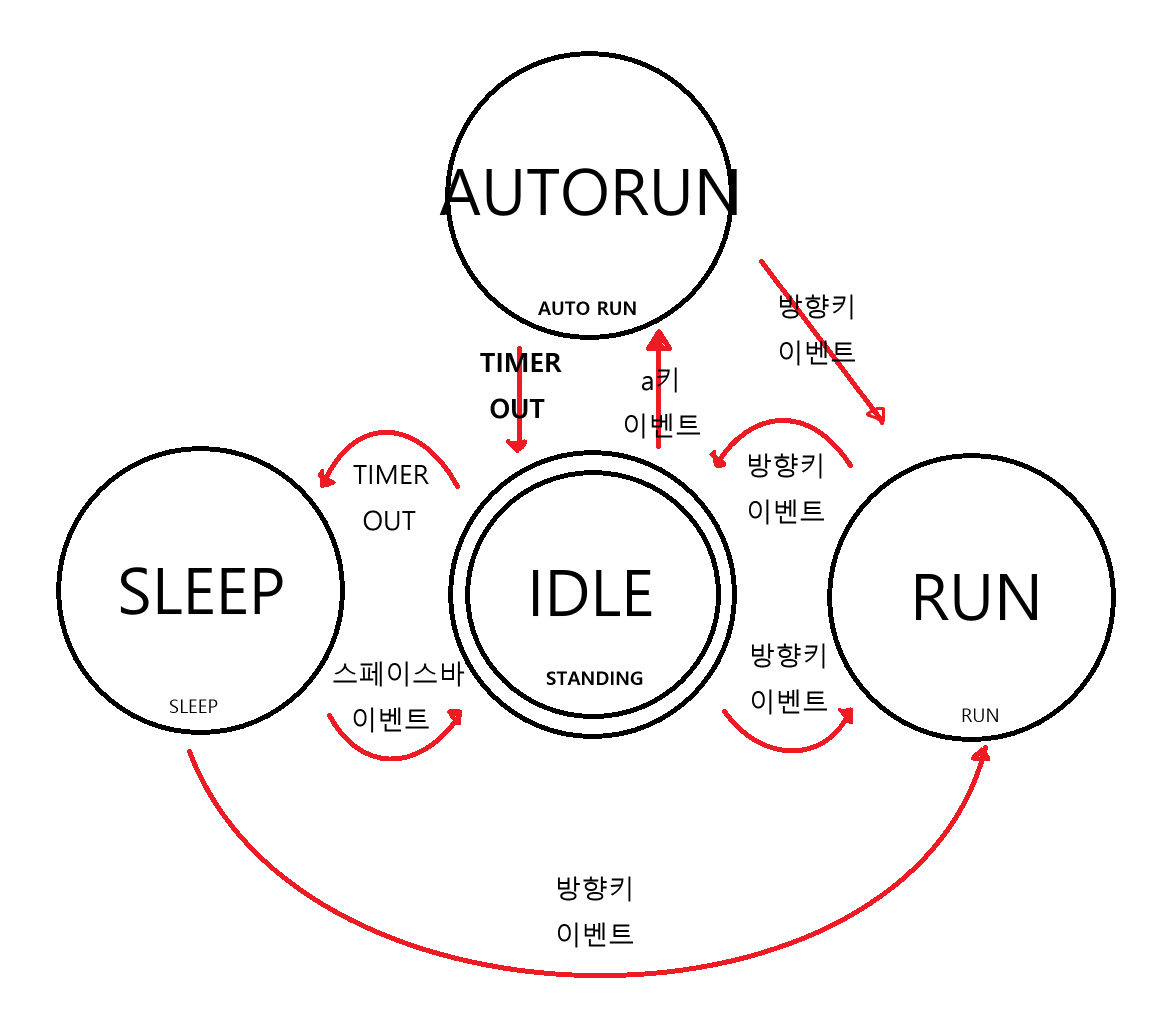 AUTORUN
AUTO RUN
방향키
이벤트
TIMER
OUT
a키
이벤트
TIMER
OUT
방향키
이벤트
SLEEP
IDLE
RUN
스페이스바
이벤트
STANDING
방향키
이벤트
SLEEP
RUN
방향키
이벤트